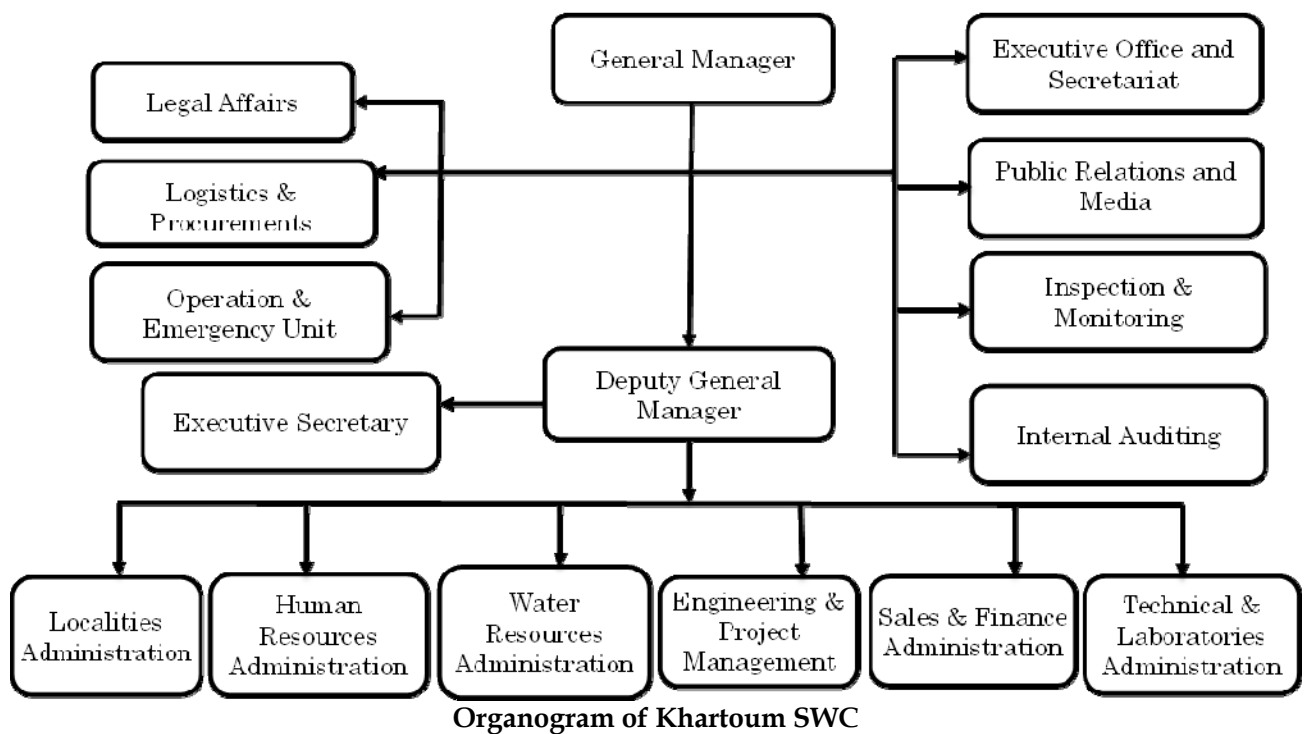 General Manager
Executive Office and
Secretariat
Legal Affairs
Logistics &
Procurements
Public Relations and
Media
Operation &
Emergency Unit
Inspection &
Monitoring
Deputy General
Manager
Executive Secretary
Internal Auditing
Localities
Administration
Human
Resources
Administration
Water
Resources
Administration
Engineering &
Project
Management
Sales & Finance
Administration
Technical &
Laboratories
Administration
Organogram of Khartoum SWC